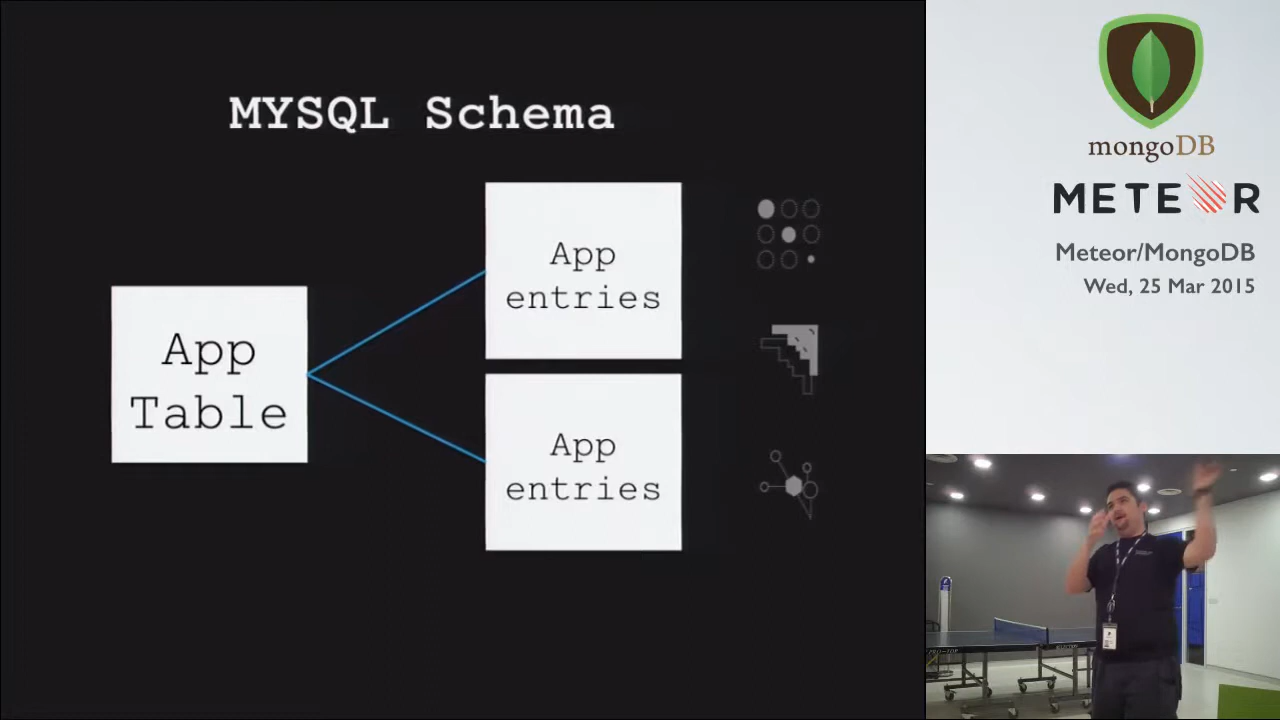 MYSQL Schema
App
Table
App
entries
App
entries
mongoDB
METEOR
Meteor/MongoDB
Wed, 25 Mar 2015